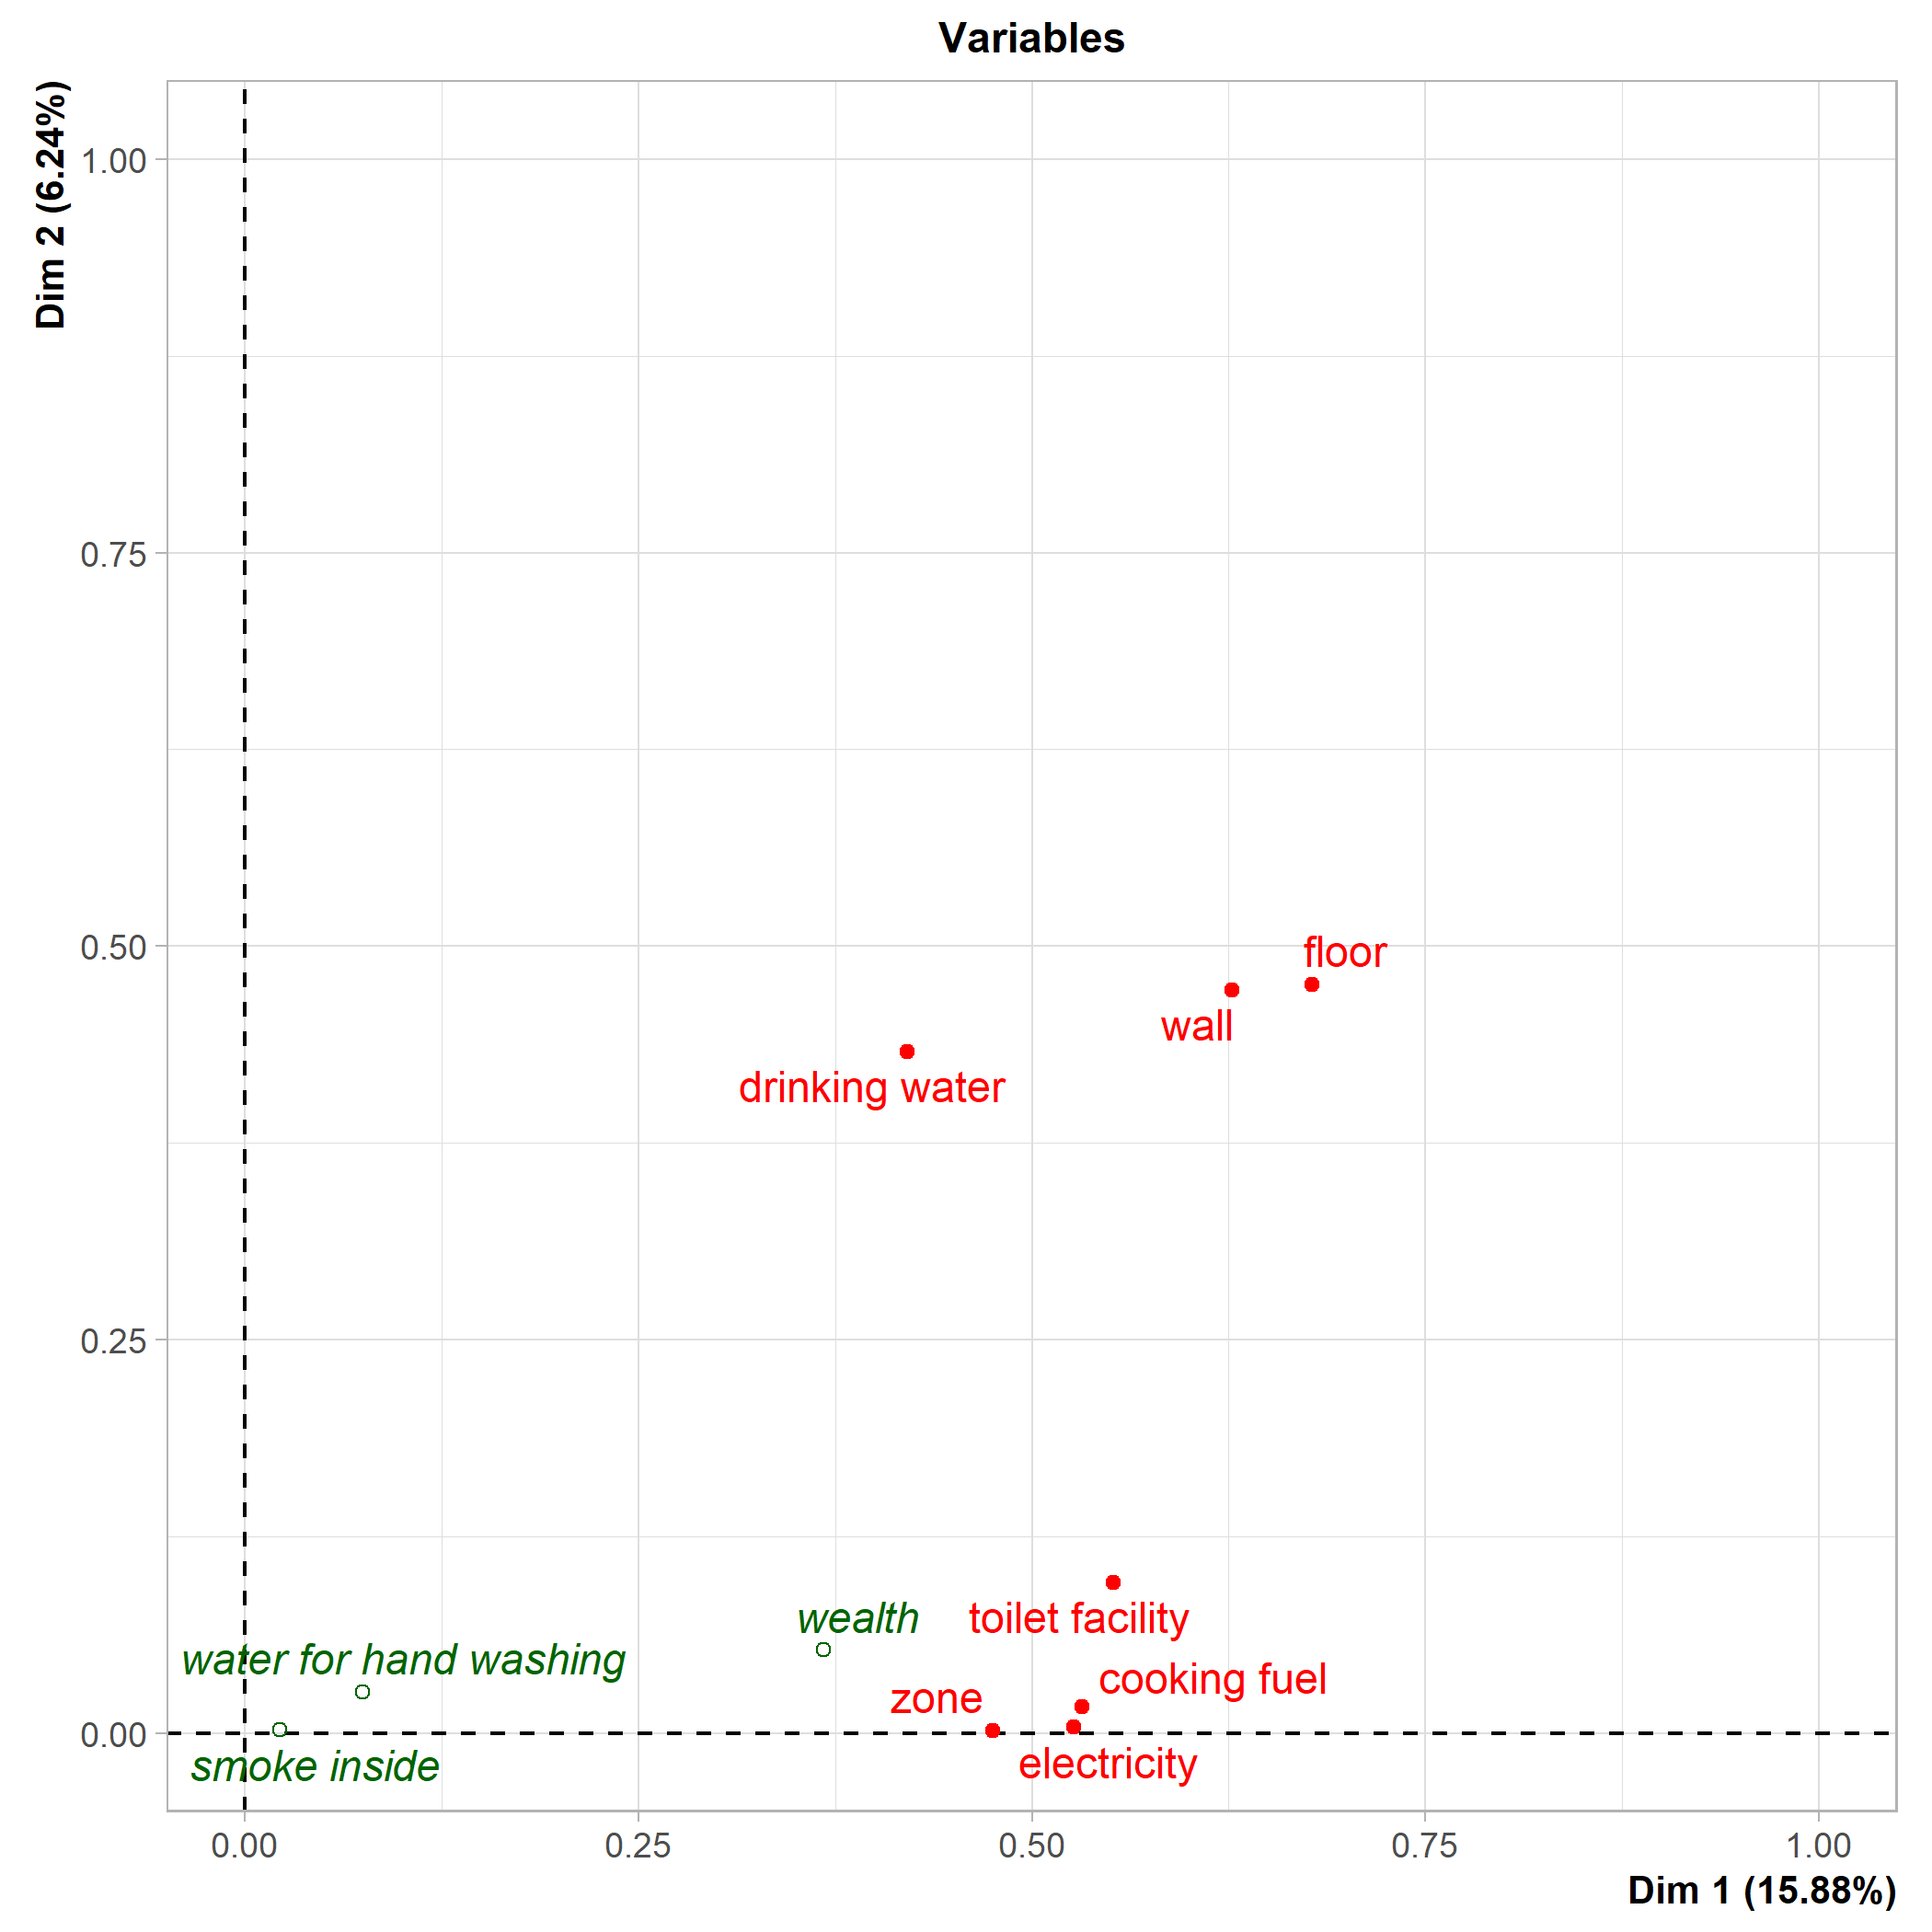 Variables
Dim 2 (6.24%)
1.00
0.75
0.50
0.25
0.00
floor
wall
drinking water
wealth
toilet facility
water for hand washing
cooking fuel
zone
smoke inside
electricity
0.00
0.25
0.50
0.75
1.00
Dim 1 (15.88%)